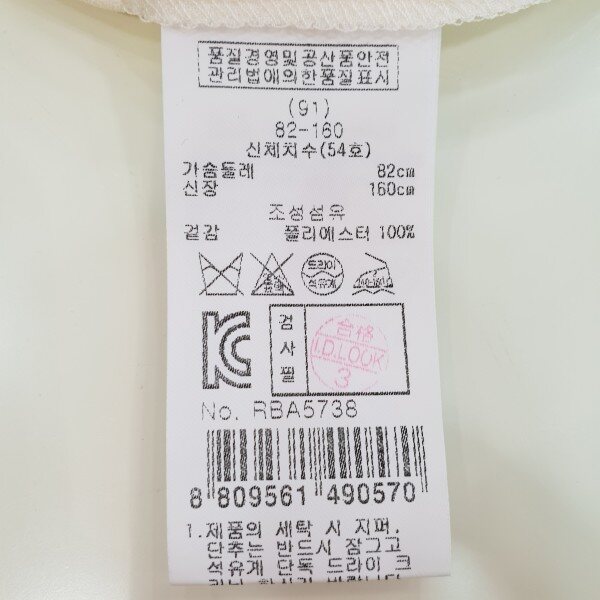 품질경영및공산품안전
관리법에의한품질표시
(91)
82-160
신체치수(54호)
가슴둘레 82cm
신장 160cm
조성섬유
겉감 폴리에스터 100%
드라이
석유계
검사필
合格
I.D.LOOK
3
No. RBA5738
8 809561 490570
1.제품의 세탁 시 지퍼.
단추는 반드시 잠그고
석유계 단독 드라이 크